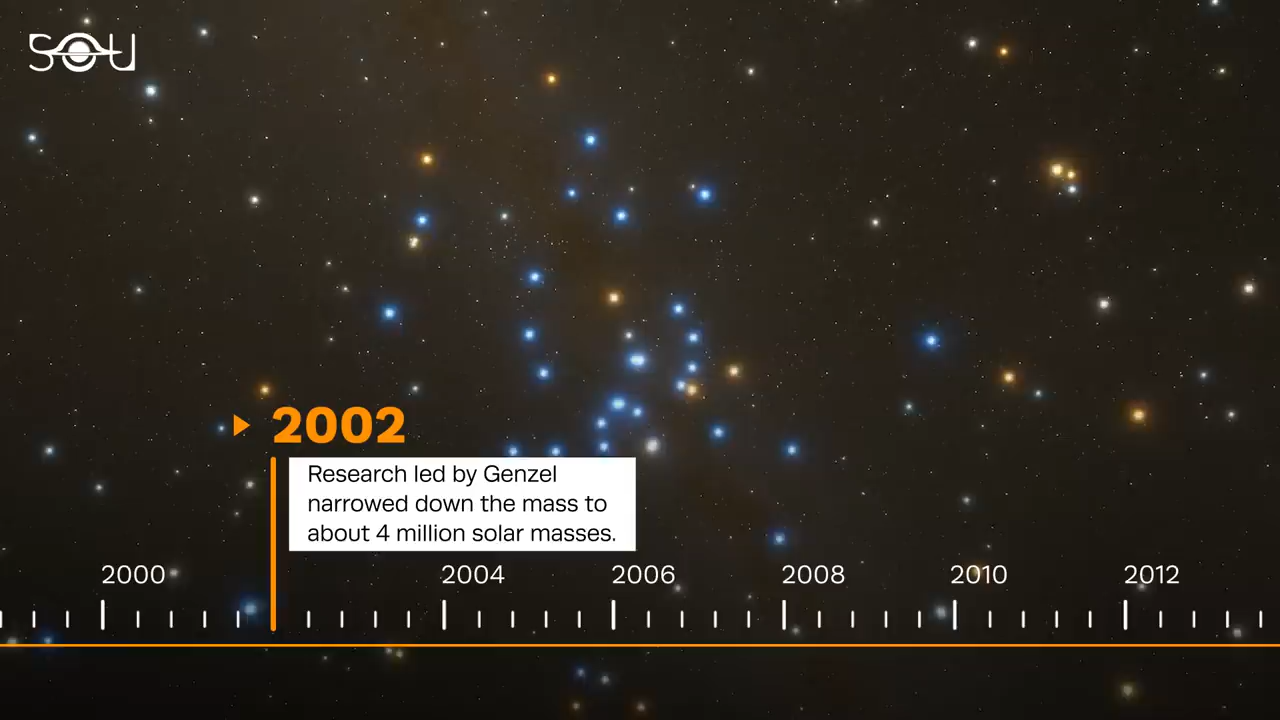 SOU
2002
Research led by Genzel
narrowed down the mass to
about 4 million solar masses.
2000 2004 2006 2008 2010 2012